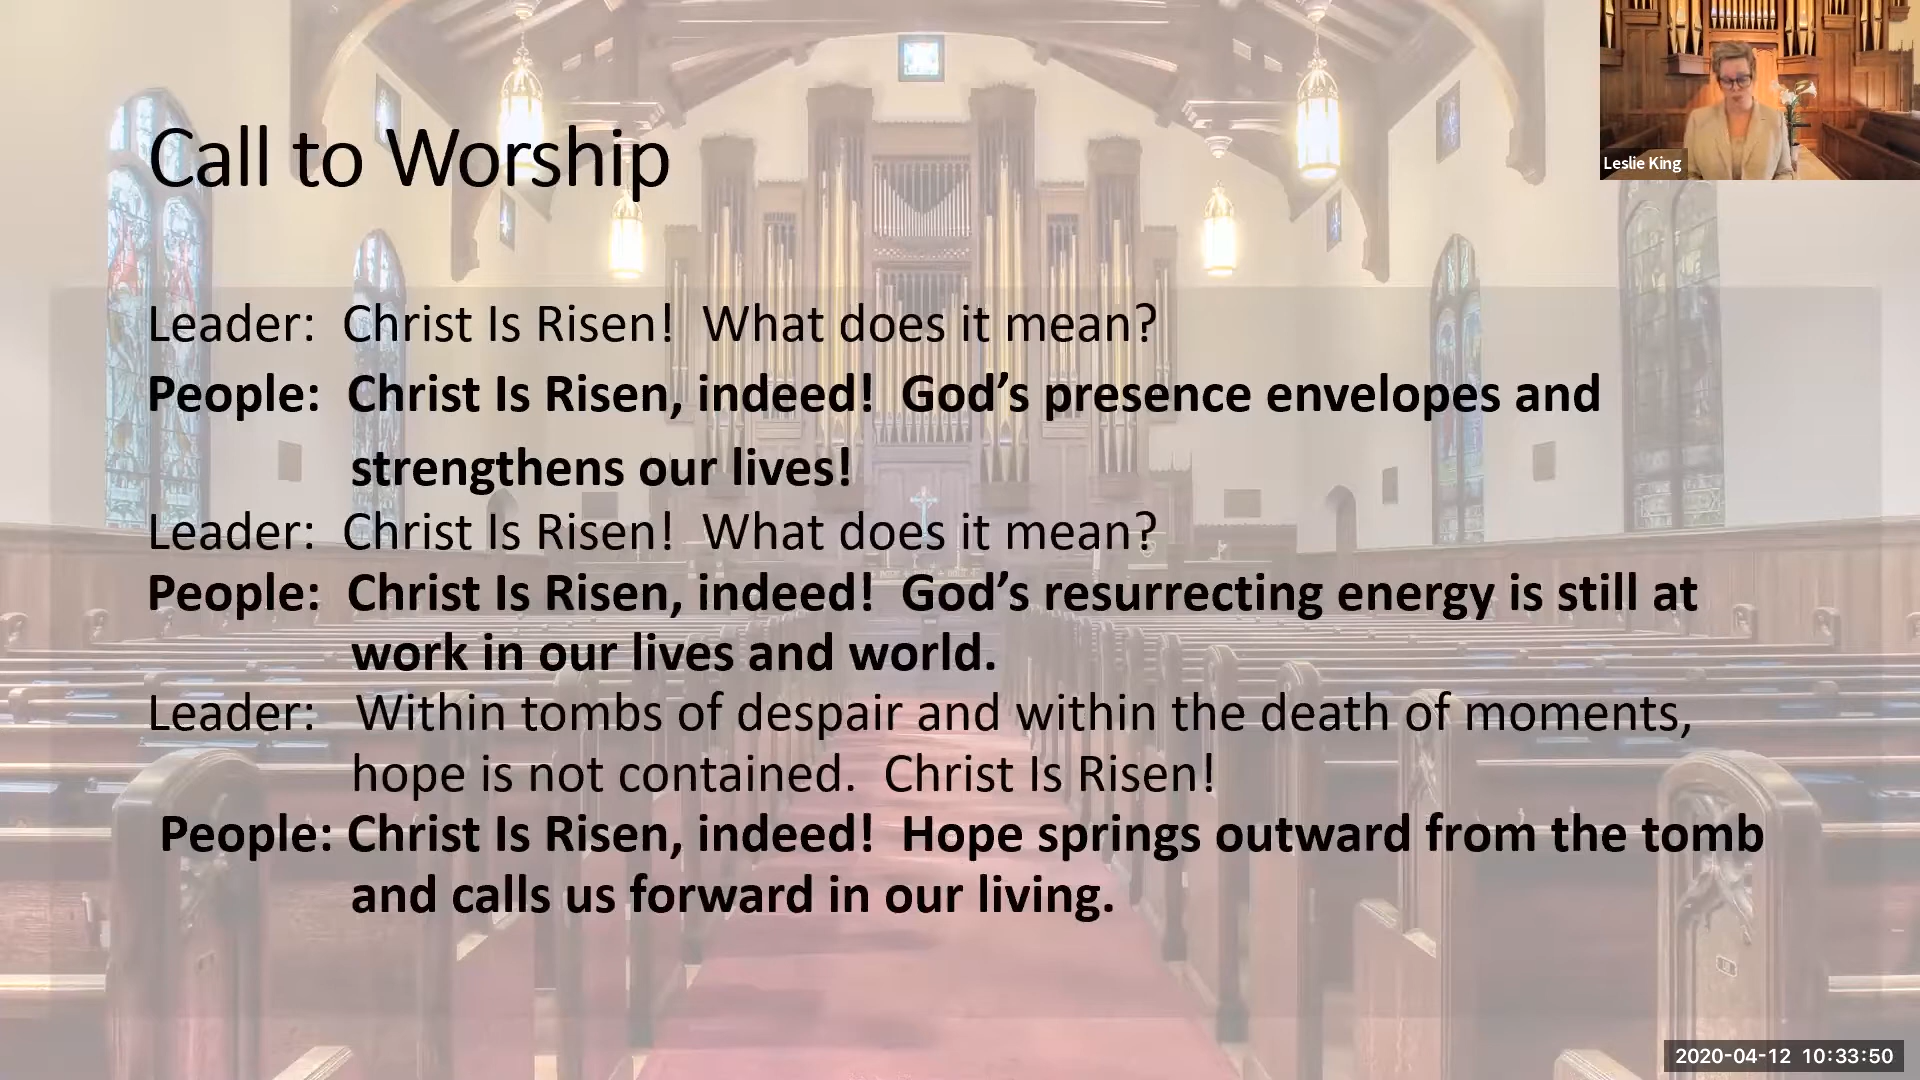 Call to Worship
Leslie King
Leader: Christ Is Risen! What does it mean?
People: Christ Is Risen, indeed! God’s presence envelopes and
strengthens our lives!
Leader: Christ Is Risen! What does it mean?
People: Christ Is Risen, indeed! God’s resurrecting energy is still at
work in our lives and world.
Leader: Within tombs of despair and within the death of moments,
hope is not contained. Christ Is Risen!
People: Christ Is Risen, indeed! Hope springs outward from the tomb
and calls us forward in our living.
2020-04-12 10:33:50